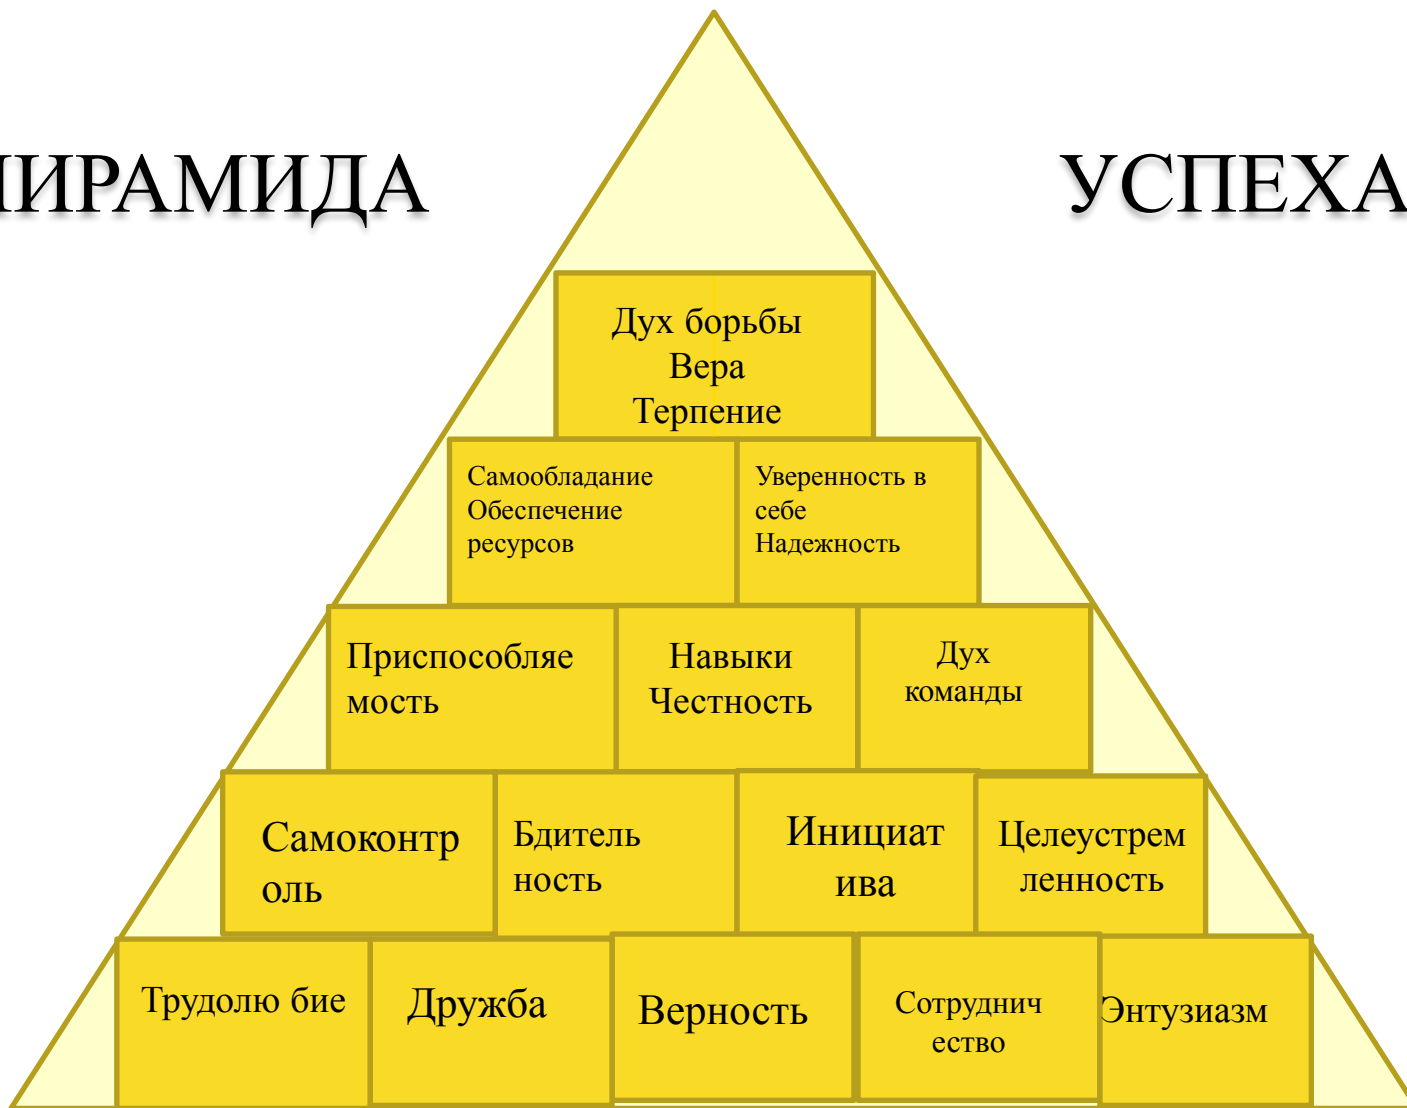 ПИРАМИДА УСПЕХА
Дух борьбы
Вера
Терпение
Самообладание
Обеспечение
ресурсов
Уверенность в
себе
Надежность
Приспособляе
мость
Навыки
Честность
Дух
команды
Самоконтр
оль
Бдитель
ность
Инициат
ива
Целеустрем
ленность
Трудолю бие
Дружба
Верность
Сотруднич
ество
Энтузиазм